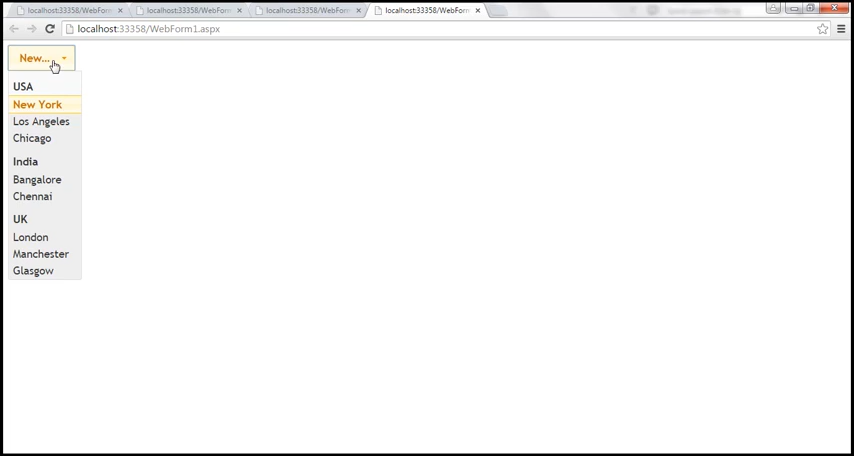 localhost:33358/WebForm
localhost:33358/WebForm
localhost:33358/WebForm
localhost:33358/WebForm
localhost:33358/WebForm1.aspx
New...
USA
New York
Los Angeles
Chicago
India
Bangalore
Chennai
UK
London
Manchester
Glasgow